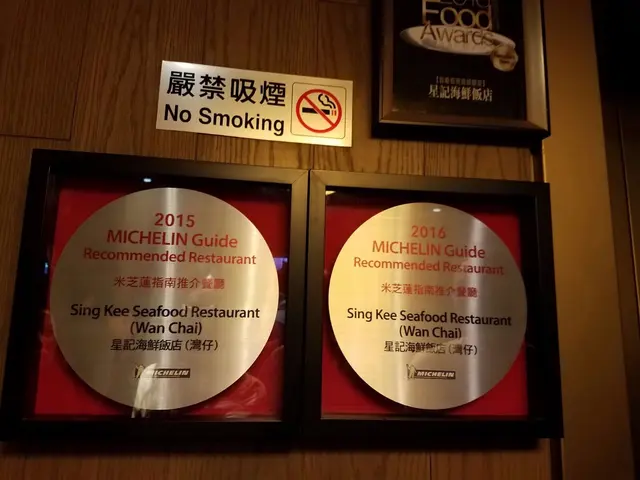 Food
Awards
星記海鮮飯店
嚴禁吸煙
No Smoking
2015
MICHELIN Guide
Recommended Restaurant
米芝蓮指南推介餐廳
Sing Kee Seafood Restaurant
(Wan Chai)
星記海鮮飯店(灣仔)
MICHELIN
2016
MICHELIN Guide
Recommended Restaurant
米芝蓮指南推介餐廳
Sing Kee Seafood Restaurant
(Wan Chai)
星記海鮮飯店(灣仔)
MICHELIN